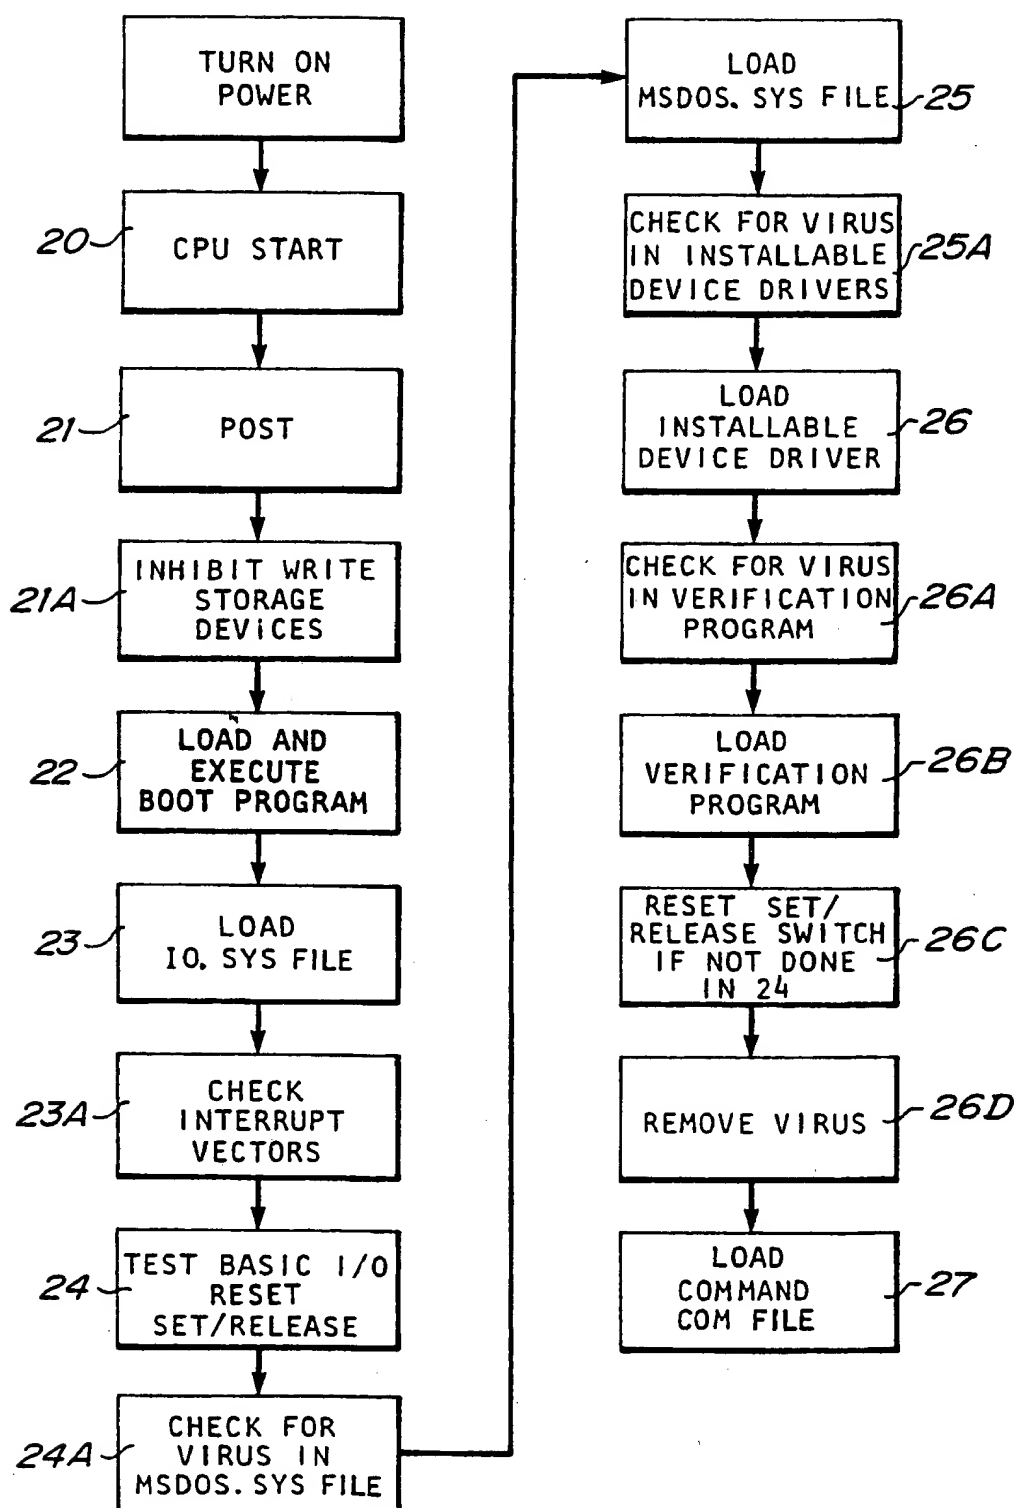 TURN ON
POWER
20
CPU START
21
POST
21A
INHIBIT WRITE
STORAGE
DEVICES
22
LOAD AND
EXECUTE
BOOT PROGRAM
23
LOAD
IO. SYS FILE
23A
CHECK
INTERRUPT
VECTORS
24
TEST BASIC I/O
RESET
SET/RELEASE
24A
CHECK FOR
VIRUS IN
MSDOS. SYS FILE
LOAD
MSDOS. SYS FILE
25
CHECK FOR VIRUS
IN INSTALLABLE
DEVICE DRIVERS
25A
LOAD
INSTALLABLE
DEVICE DRIVER
26
CHECK FOR VIRUS
IN VERIFICATION
PROGRAM
26A
LOAD
VERIFICATION
PROGRAM
26B
RESET SET/
RELEASE SWITCH
IF NOT DONE
IN 24
26C
REMOVE VIRUS
26D
LOAD
COMMAND
COM FILE
27